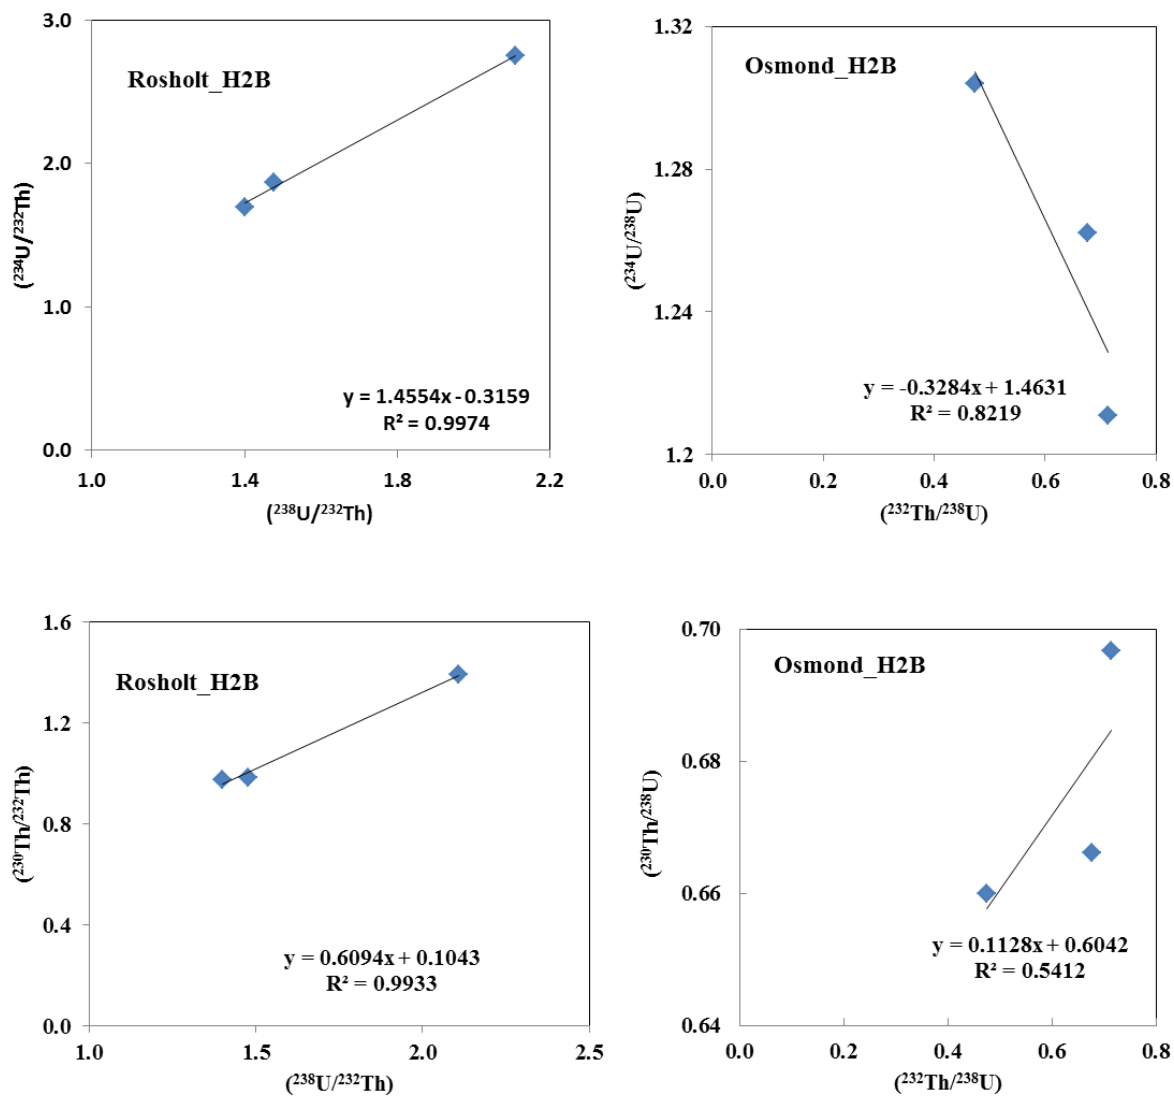 3.0
2.0
1.0
0.0
1.0
1.4
1.8
2.2
(²³⁴U/²³²Th)
(²³⁸U/²³²Th)
Rosholt_H2B
y = 1.4554x - 0.3159
R² = 0.9974
1.32
1.28
1.24
1.2
0.0
0.2
0.4
0.6
0.8
(²³⁴U/²³⁸U)
(²³²Th/²³⁸U)
Osmond_H2B
y = -0.3284x + 1.4631
R² = 0.8219
1.6
1.2
0.8
0.4
0.0
1.0
1.5
2.0
2.5
(²³⁰Th/²³²Th)
(²³⁸U/²³²Th)
Rosholt_H2B
y = 0.6094x + 0.1043
R² = 0.9933
0.70
0.68
0.66
0.64
0.0
0.2
0.4
0.6
0.8
(²³⁰Th/²³⁸U)
(²³²Th/²³⁸U)
Osmond_H2B
y = 0.1128x + 0.6042
R² = 0.5412